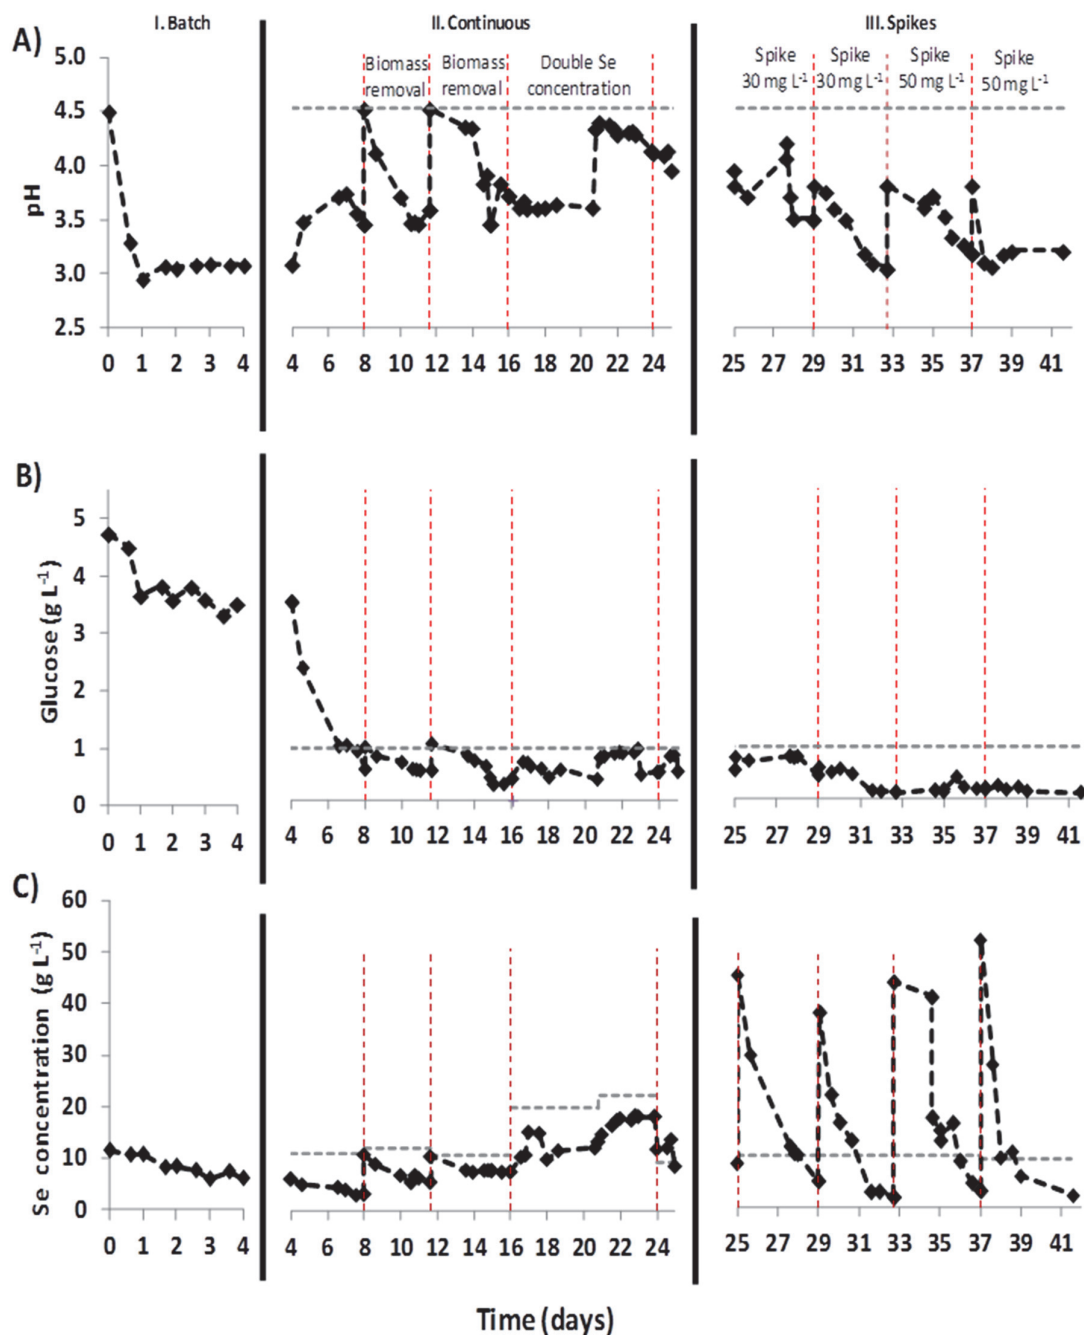 I. Batch
II. Continuous
III. Spikes
A)
Biomass
removal
Biomass
removal
Double Se
concentration
Spike
30 mg L-1
Spike
30 mg L-1
Spike
50 mg L-1
Spike
50 mg L-1
pH
5.0
4.5
4.0
3.5
3.0
2.5
0 1 2 3 4
4 6 8 10 12 14 16 18 20 22 24
25 27 29 31 33 35 37 39 41
B)
Glucose (g L-1)
5
4
3
2
1
0
0 1 2 3 4
4 6 8 10 12 14 16 18 20 22 24
25 27 29 31 33 35 37 39 41
C)
Se concentration (g L-1)
60
50
40
30
20
10
0
0 1 2 3 4
4 6 8 10 12 14 16 18 20 22 24
25 27 29 31 33 35 37 39 41
Time (days)